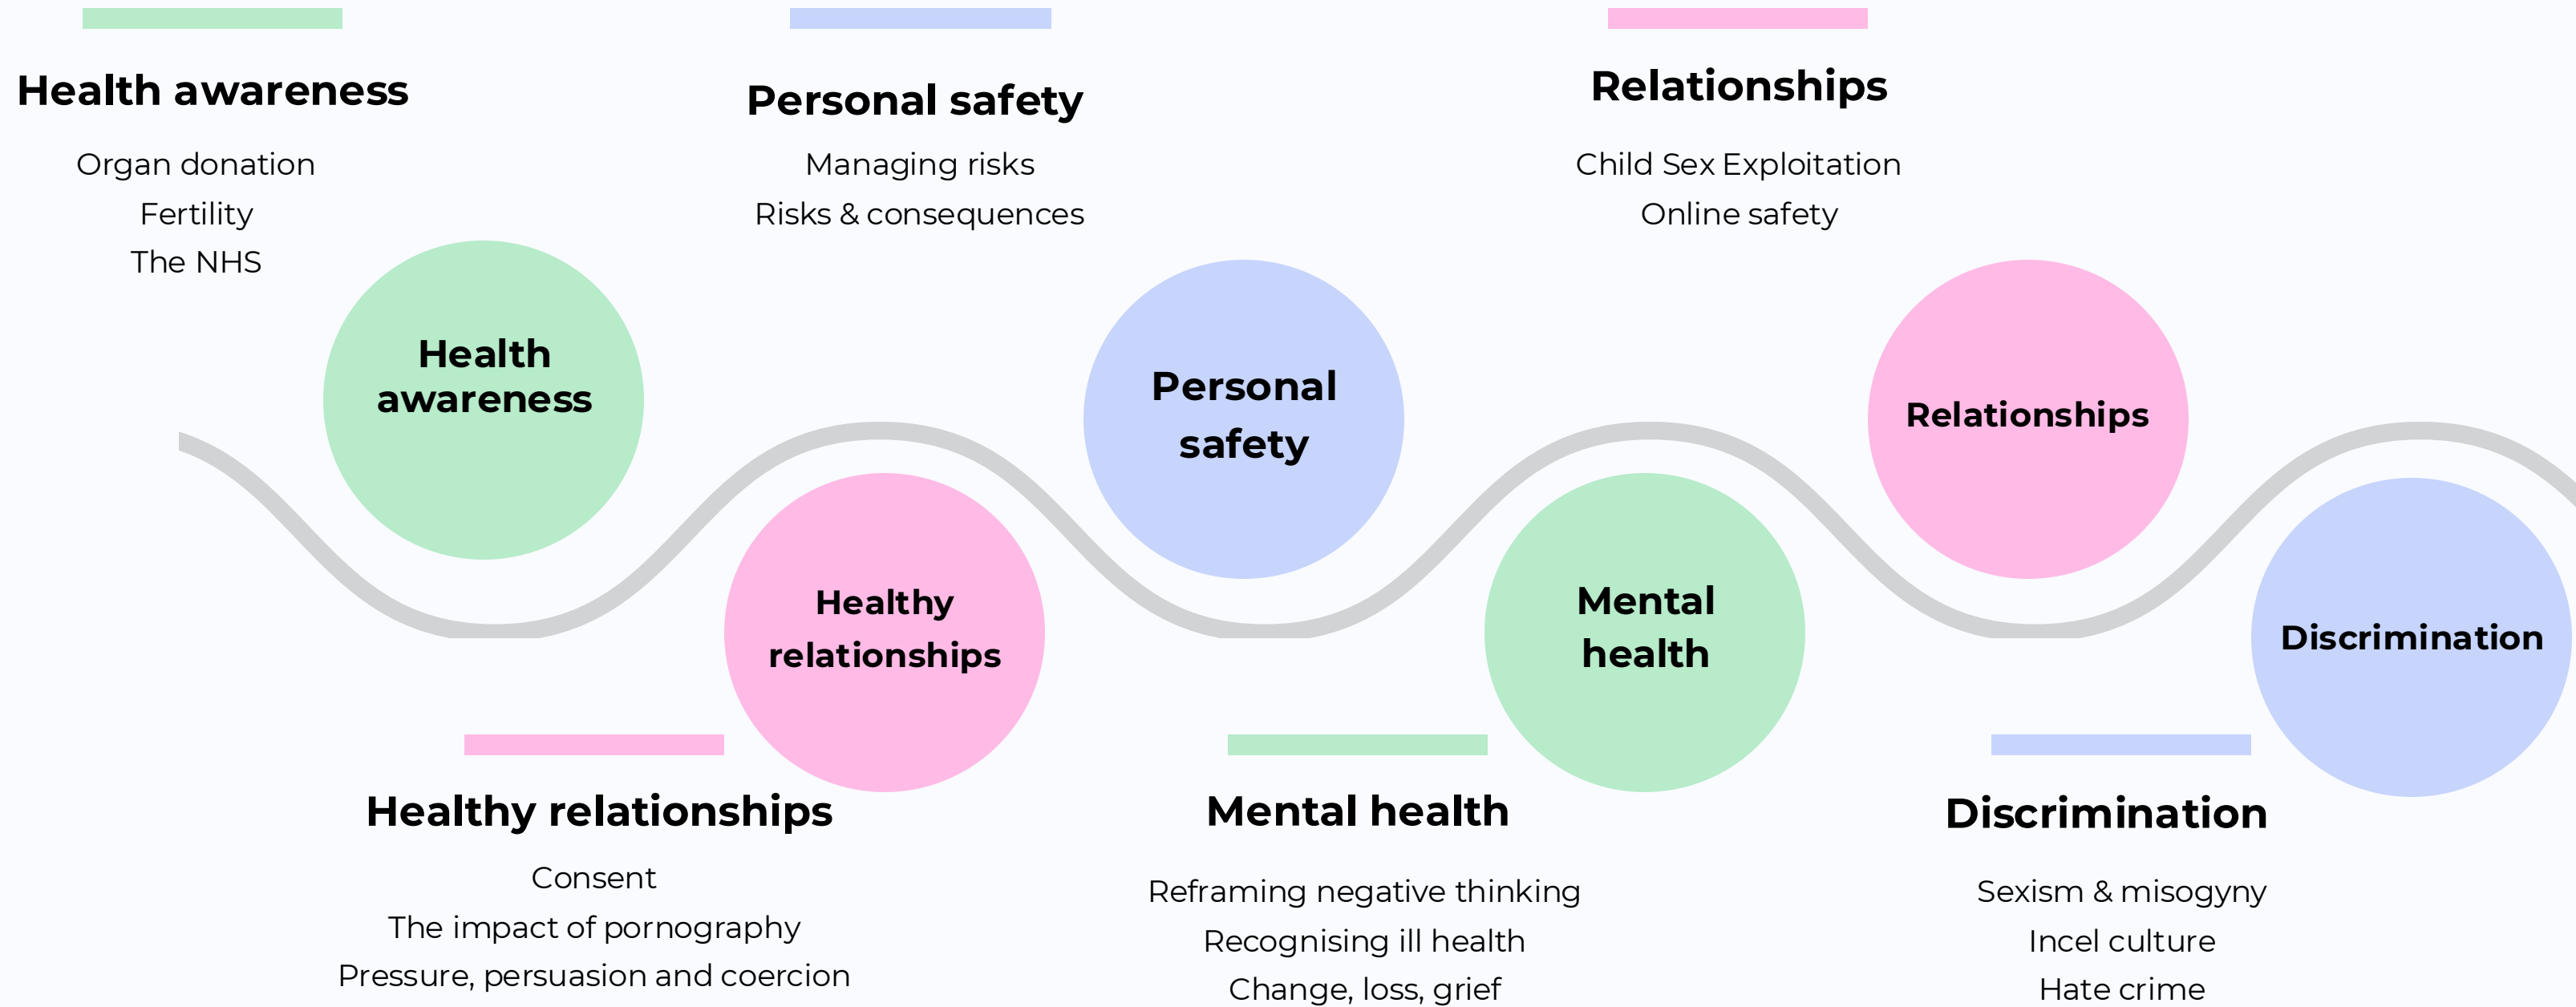 Health awareness
Organ donation
Fertility
The NHS
Personal safety
Managing risks
Risks & consequences
Relationships
Child Sex Exploitation
Online safety
Health
awareness
Healthy
relationships
Personal
safety
Mental
health
Relationships
Discrimination
Healthy relationships
Consent
The impact of pornography
Pressure, persuasion and coercion
Mental health
Reframing negative thinking
Recognising ill health
Change, loss, grief
Discrimination
Sexism & misogyny
Incel culture
Hate crime